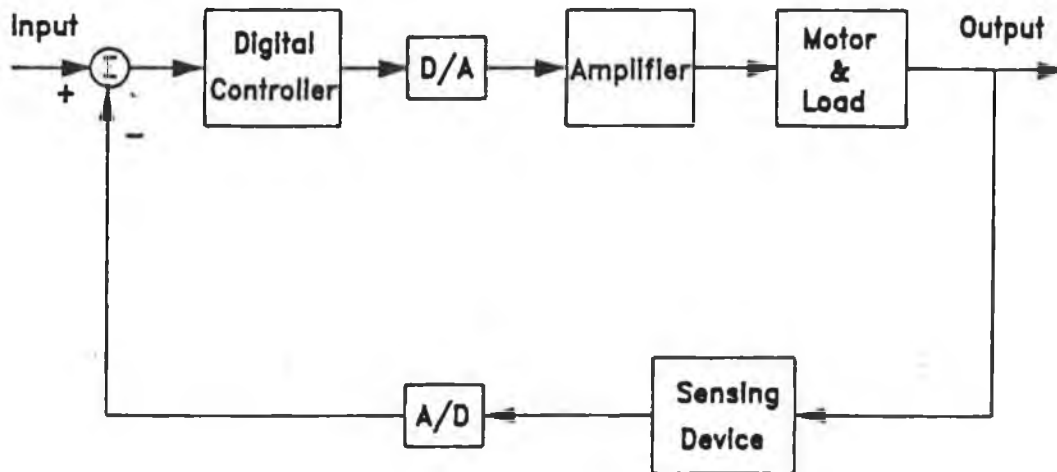 Input
+
Σ
−
Digital
Controller
D/A
Amplifier
Motor
&
Load
Output
A/D
Sensing
Device